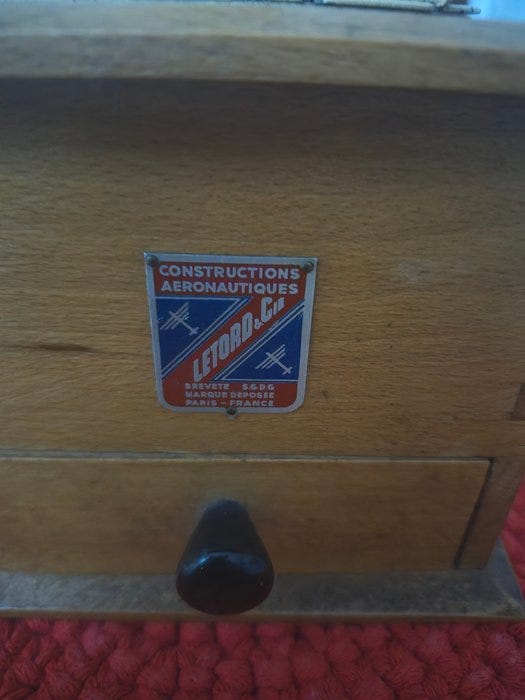 CONSTRUCTIONS
AERONAUTIQUES
LETORD & Cie
BREVETE S.G.D.G
MARQUE DEPOSEE
PARIS - FRANCE